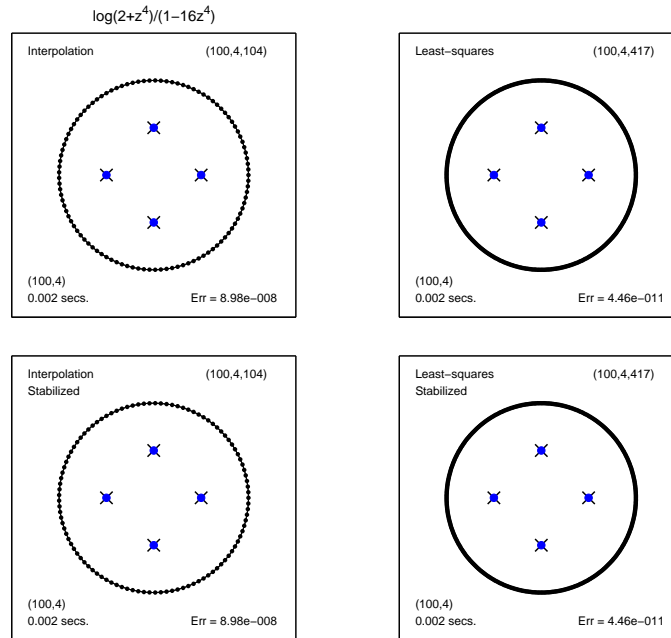 log(2+z⁴)/(1−16z⁴)
Interpolation (100,4,104)
(100,4)
0.002 secs. Err = 8.98e−008
Least−squares (100,4,417)
(100,4)
0.002 secs. Err = 4.46e−011
Interpolation (100,4,104)
Stabilized
(100,4)
0.002 secs. Err = 8.98e−008
Least−squares (100,4,417)
Stabilized
(100,4)
0.002 secs. Err = 4.46e−011